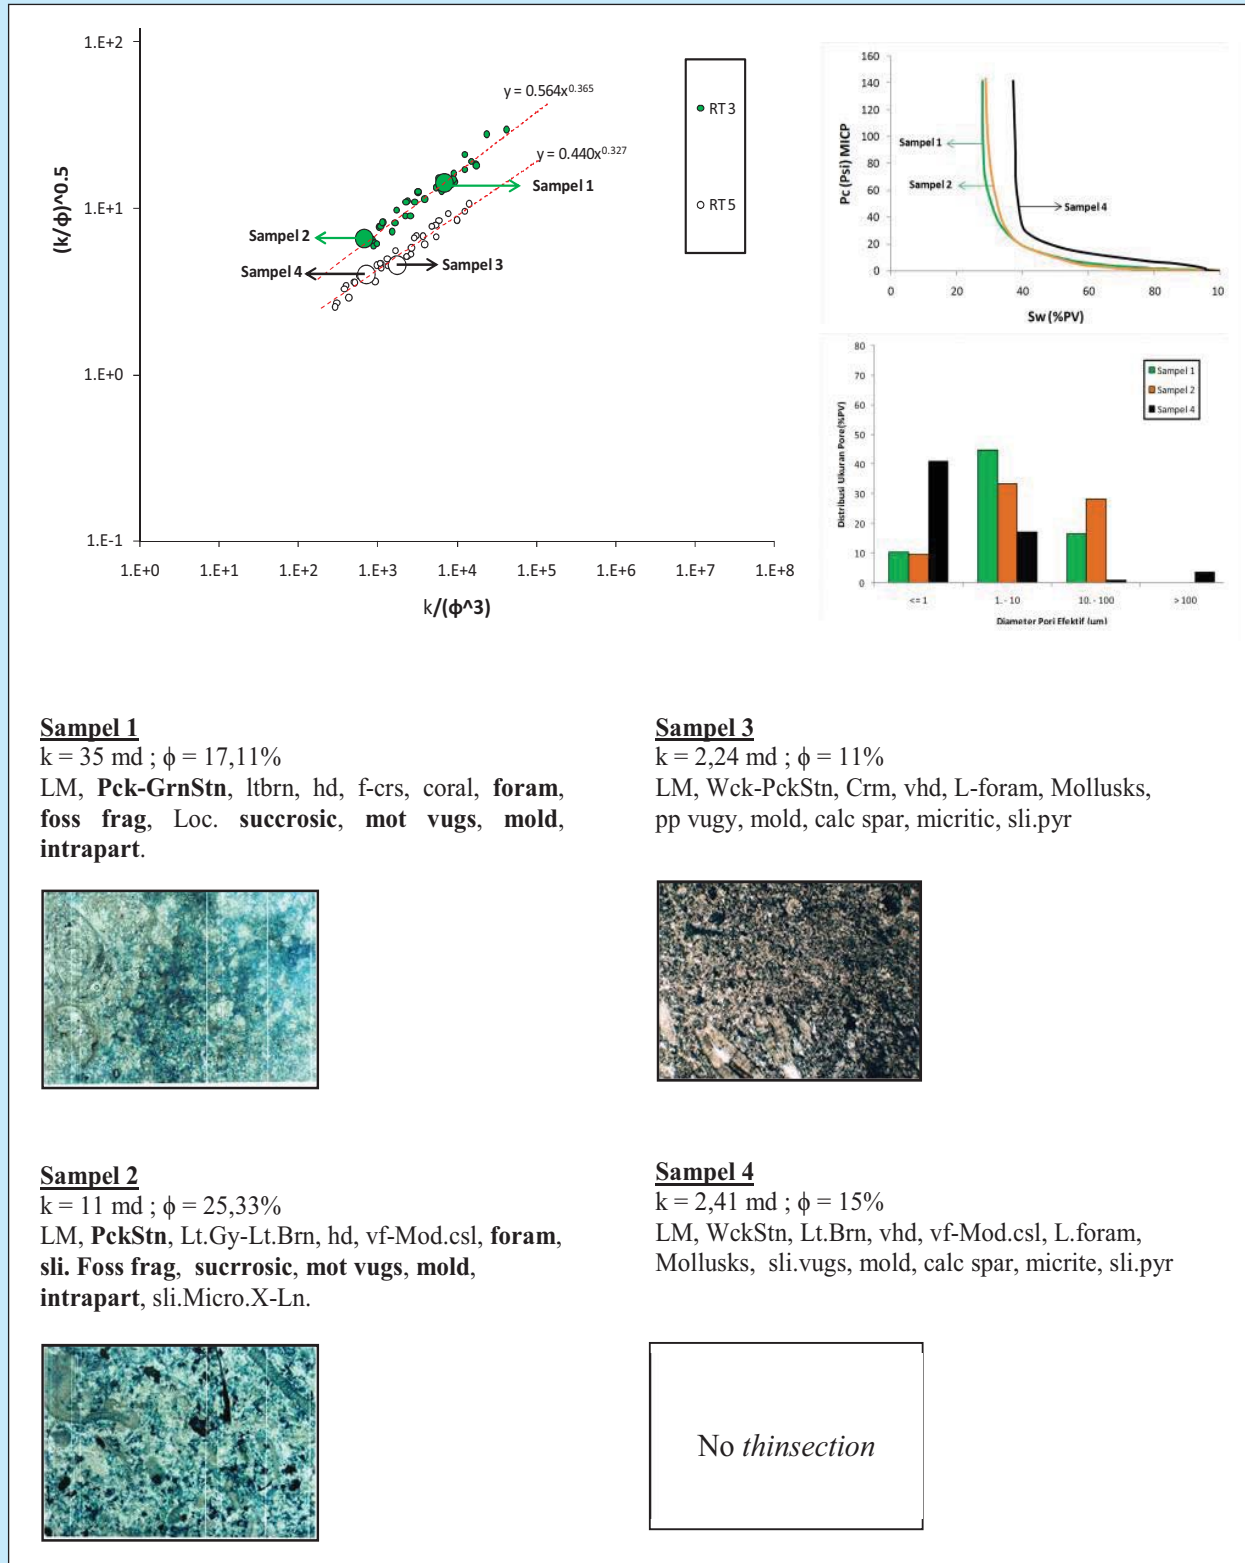 1.E+2
1.E+1
1.E+0
1.E-1
(k/ϕ)^0.5
y = 0.564x^0.365
y = 0.440x^0.327
Sampel 1
Sampel 2
Sampel 4
Sampel 3
1.E+0 1.E+1 1.E+2 1.E+3 1.E+4 1.E+5 1.E+6 1.E+7 1.E+8
k/(ϕ^3)
RT3
RT5
160
140
120
100
80
60
40
20
0
Pc (Psi) MICP
Sampel 1
Sampel 2
Sampel 4
0 20 40 60 80 10
Sw (%PV)
80
70
60
50
40
30
20
10
0
Distribusi Ukuran Pore(%PV)
Sampel 1
Sampel 2
Sampel 4
<= 1 1. - 10 10. - 100 > 100
Diameter Pori Efektif (um)
Sampel 1
k = 35 md ; ϕ = 17,11%
LM, Pck-GrnStn, ltbrn, hd, f-crs, coral, foram,
foss frag, Loc. succrosic, mot vugs, mold,
intrapart.
Sampel 3
k = 2,24 md ; ϕ = 11%
LM, Wck-PckStn, Crm, vhd, L-foram, Mollusks,
pp vugy, mold, calc spar, micritic, sli.pyr
Sampel 2
k = 11 md ; ϕ = 25,33%
LM, PckStn, Lt.Gy-Lt.Brn, hd, vf-Mod.csl, foram,
sli. Foss frag, sucrrosic, mot vugs, mold,
intrapart, sli.Micro.X-Ln.
Sampel 4
k = 2,41 md ; ϕ = 15%
LM, WckStn, Lt.Brn, vhd, vf-Mod.csl, L.foram,
Mollusks, sli.vugs, mold, calc spar, micrite, sli.pyr
No thinsection